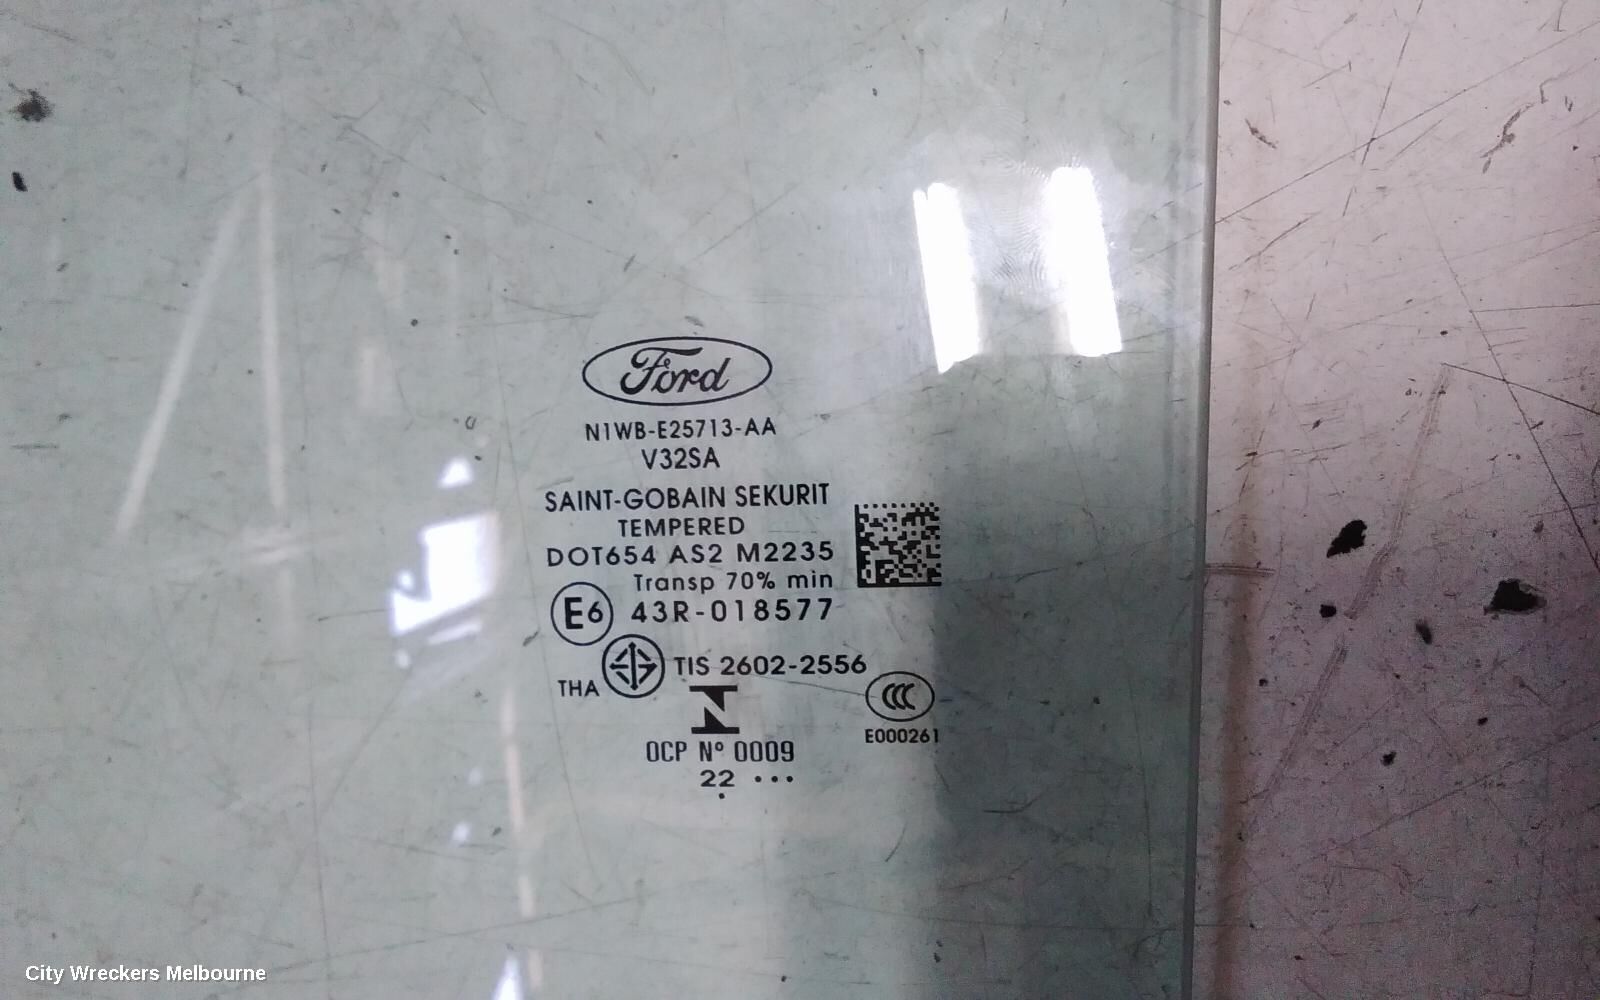 Ford
N1WB-E25713-AA
V32SA
SAINT-GOBAIN SEKURIT
TEMPERED
DOT654 AS2 M2235
Transp 70% min
E6 43R-018577
THA TIS 2602-2556
CCC
E000261
OCP Nº 0009
22 ...
.
City Wreckers Melbourne